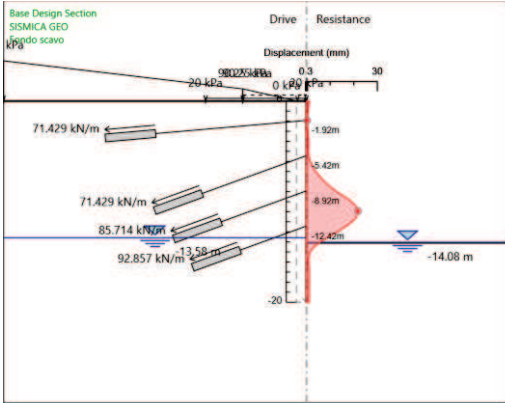 Base Design Section
SISMICA GEO
Fondo scavo
kPa
Drive
Resistance
Displacement (mm)
0.3
30
20 kPa
0 kPa
20 kPa
71.429 kN/m
-1.92m
-5.42m
71.429 kN/m
-8.92m
85.714 kN/m
-13.58 m
-12.42m
92.857 kN/m
-14.08 m
-20